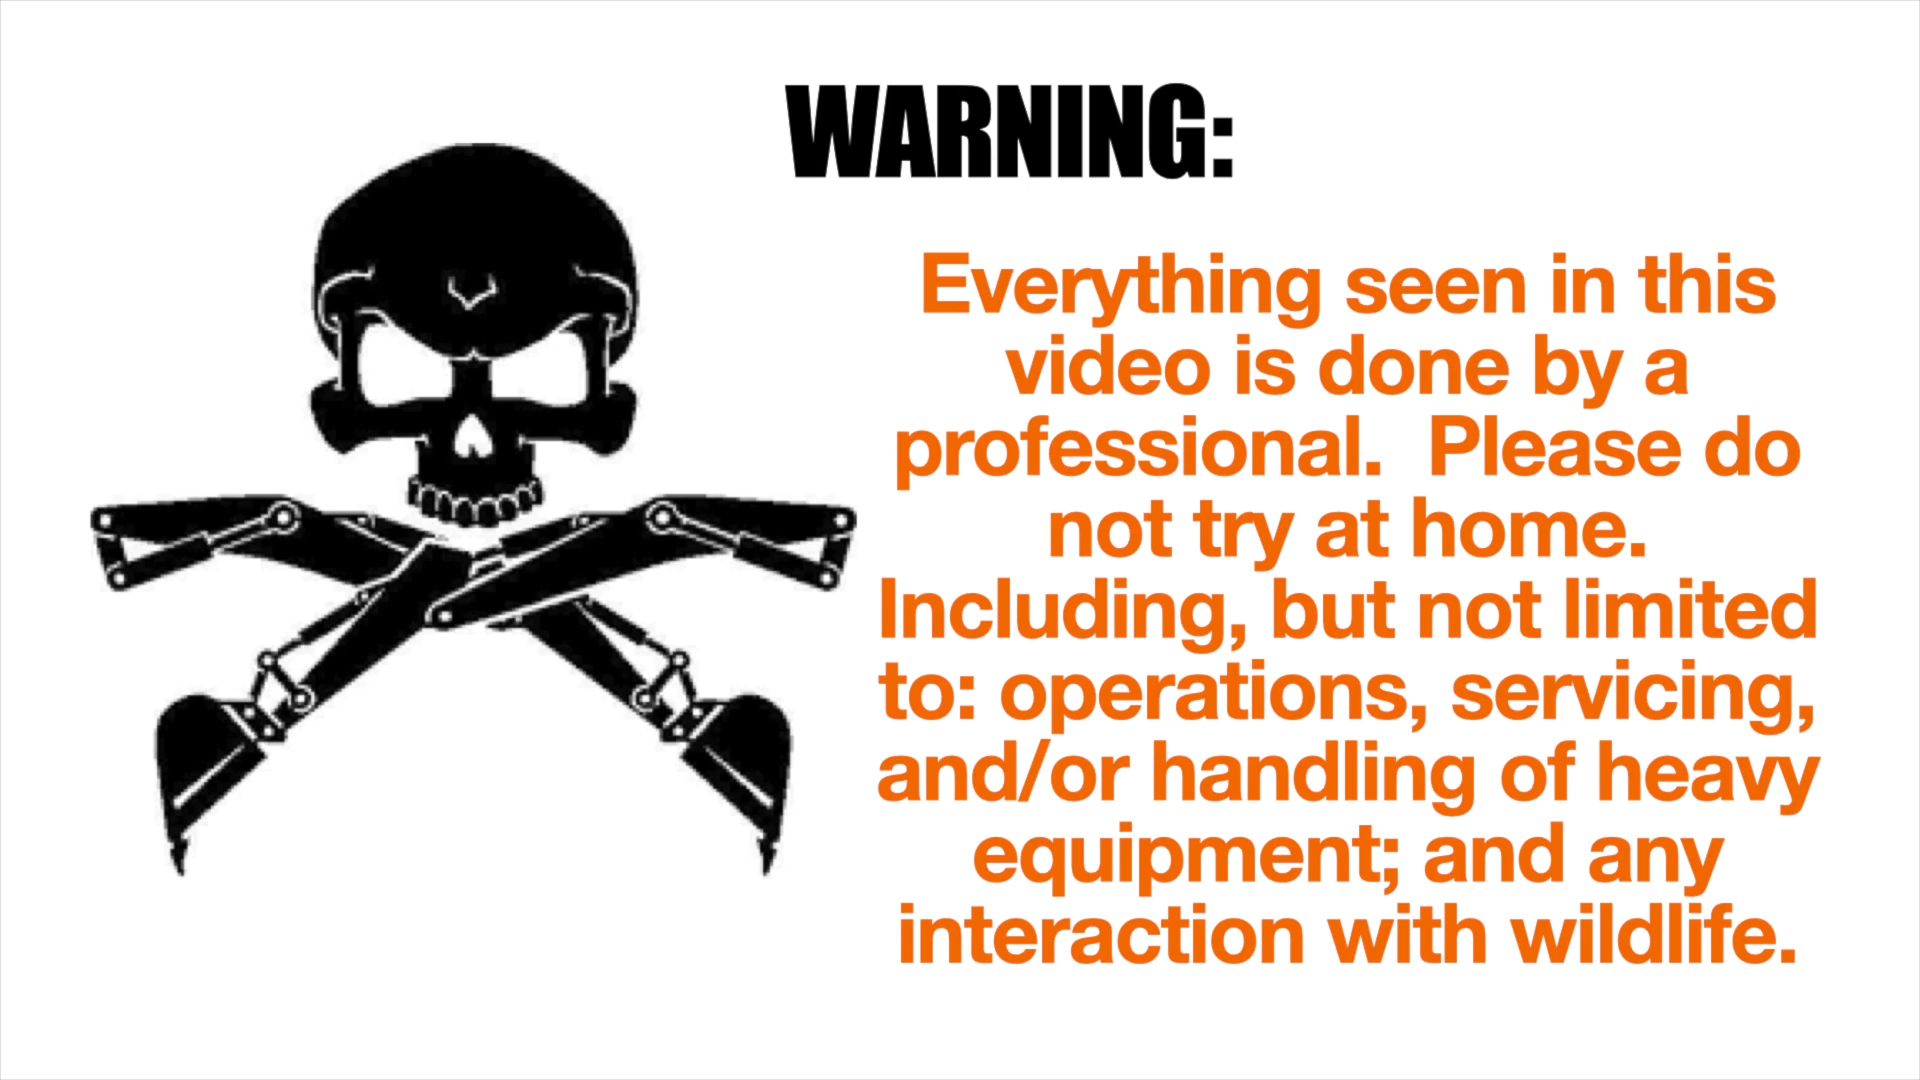 WARNING:
Everything seen in this
video is done by a
professional.  Please do
not try at home.
Including, but not limited
to: operations, servicing,
and/or handling of heavy
equipment; and any
interaction with wildlife.